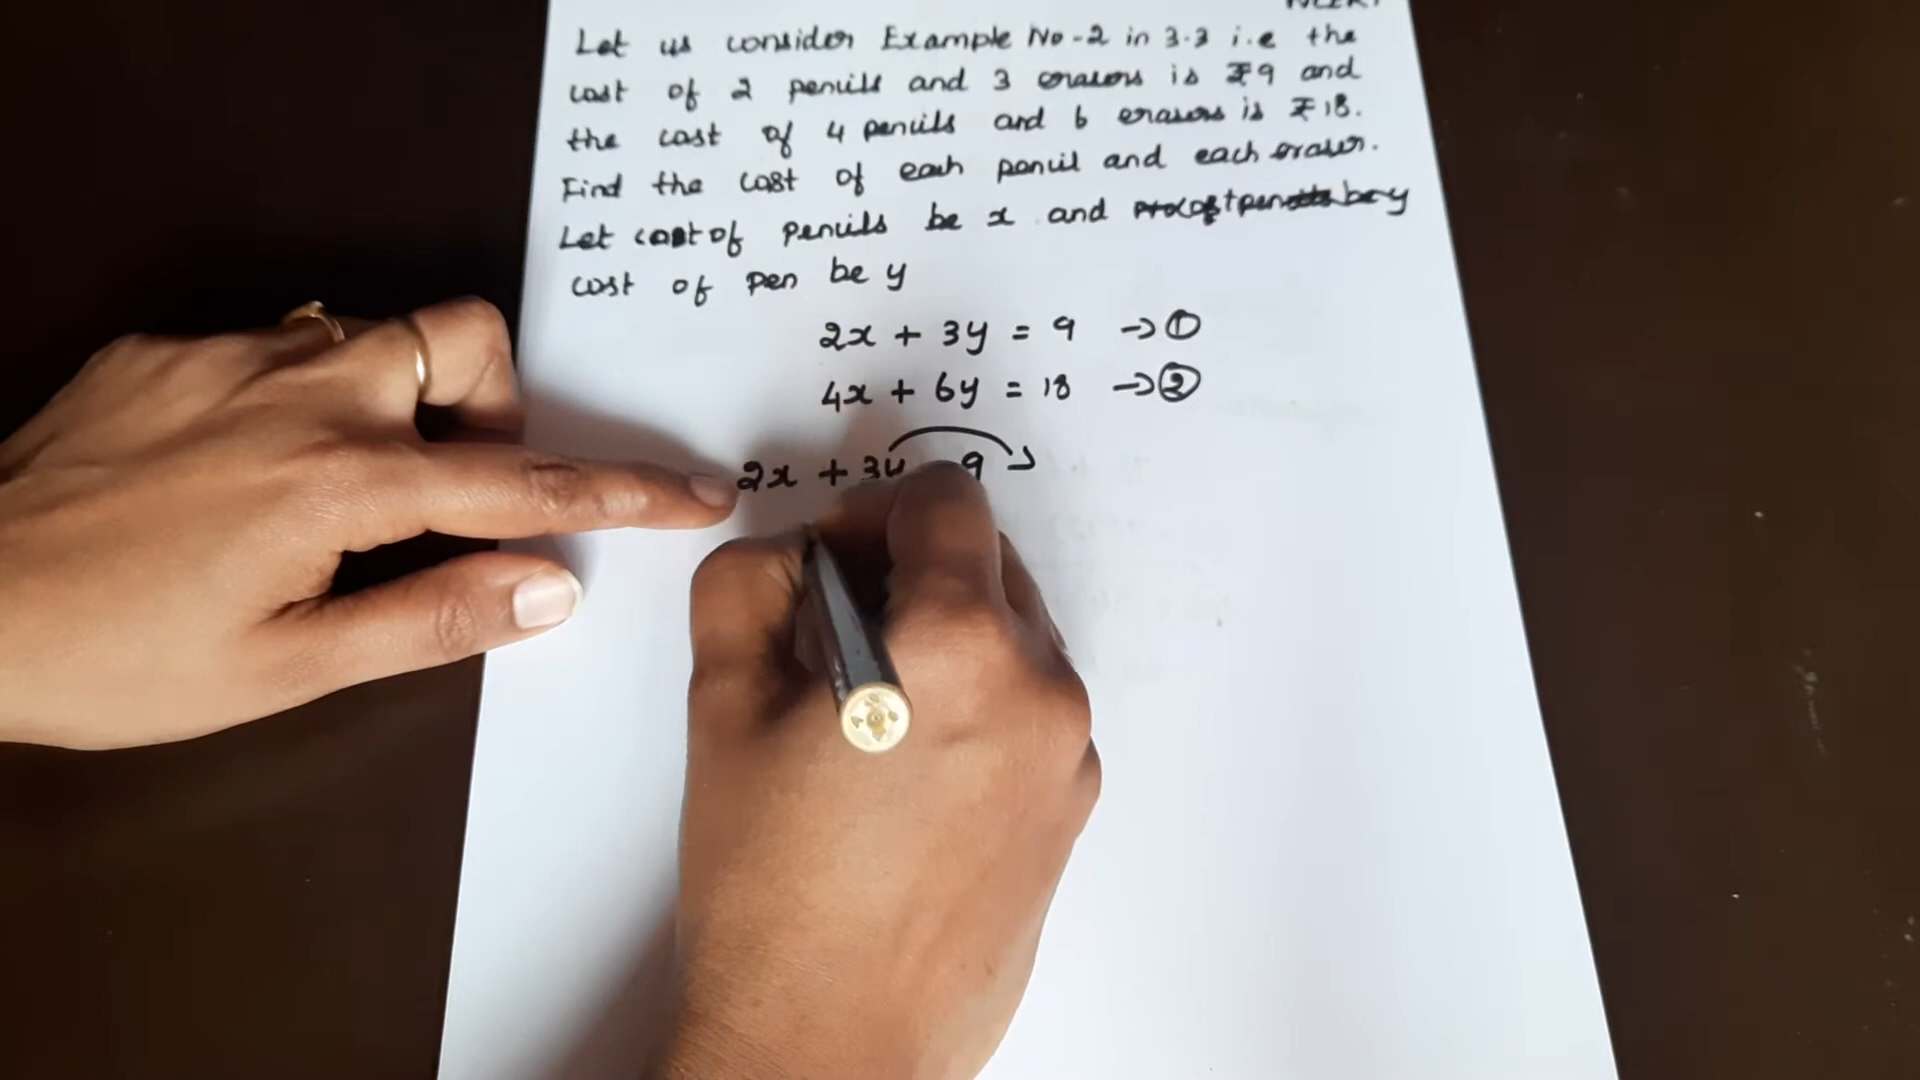 Let us consider Example No-2 in 3.3 i.e the
cost of 2 pencils and 3 erasers is ₹9 and
the cost of 4 pencils and 6 erasers is ₹18.
Find the cost of each pencil and each eraser.
Let cost of pencils be x and
cost of pen be y
2x + 3y = 9 → ①
4x + 6y = 18 → ②
2x + 3y 9